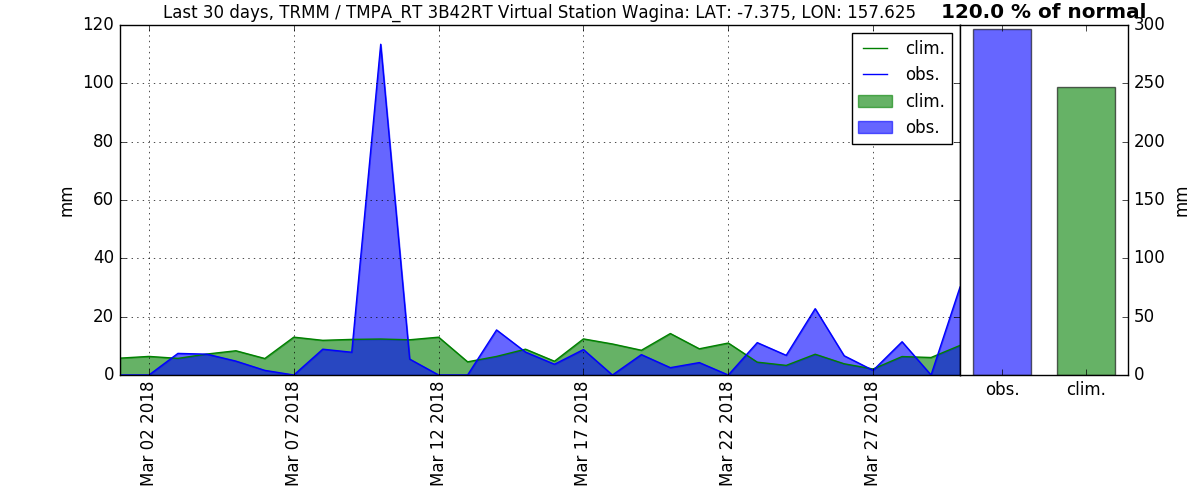 Last 30 days, TRMM / TMPA_RT 3B42RT Virtual Station Wagina: LAT: -7.375, LON: 157.625
120.0 % of normal
120
100
80
60
40
20
0
mm
clim.
obs.
clim.
obs.
300
250
200
150
100
50
0
mm
obs.
clim.
Mar 02 2018
Mar 07 2018
Mar 12 2018
Mar 17 2018
Mar 22 2018
Mar 27 2018